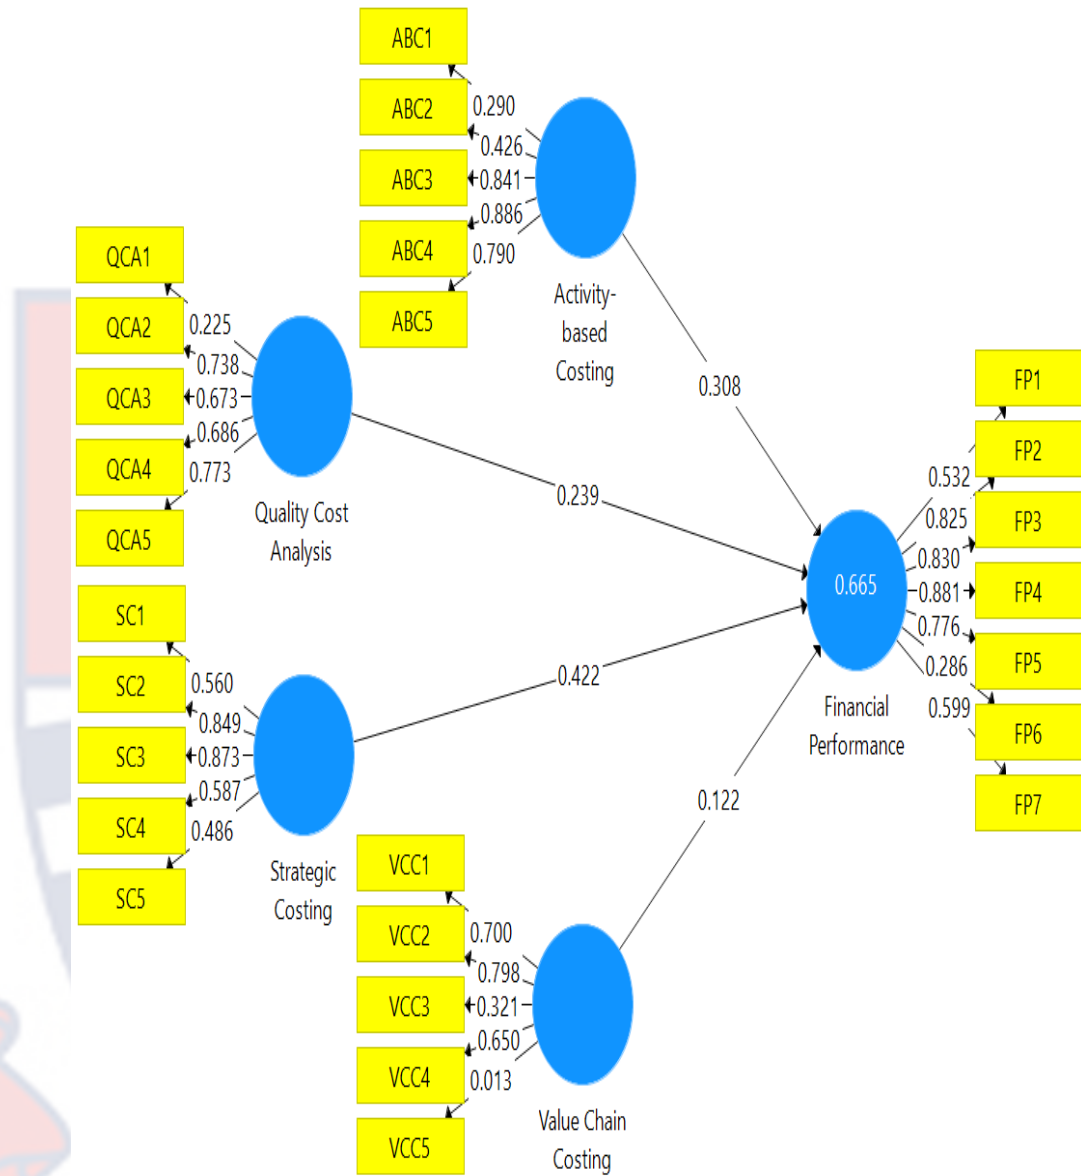 ABC1
ABC2
ABC3
ABC4
ABC5
0.290
0.426
0.841
0.886
0.790
Activity-
based
Costing
QCA1
QCA2
QCA3
QCA4
QCA5
0.225
0.738
0.673
0.686
0.773
Quality Cost
Analysis
SC1
SC2
SC3
SC4
SC5
0.560
0.849
0.873
0.587
0.486
Strategic
Costing
VCC1
VCC2
VCC3
VCC4
VCC5
0.700
0.798
0.321
0.650
0.013
Value Chain
Costing
0.308
0.239
0.422
0.122
0.665
Financial
Performance
0.532
0.825
0.830
0.881
0.776
0.286
0.599
FP1
FP2
FP3
FP4
FP5
FP6
FP7